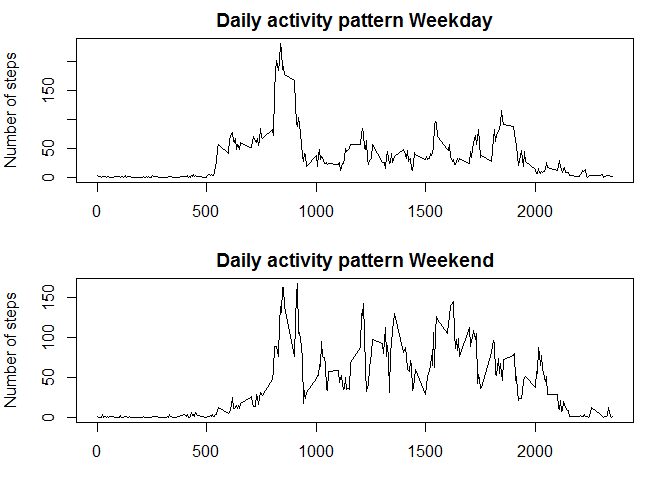 Daily activity pattern Weekday
Number of steps
150
50
0
0 500 1000 1500 2000
Daily activity pattern Weekend
Number of steps
150
100
50
0
0 500 1000 1500 2000